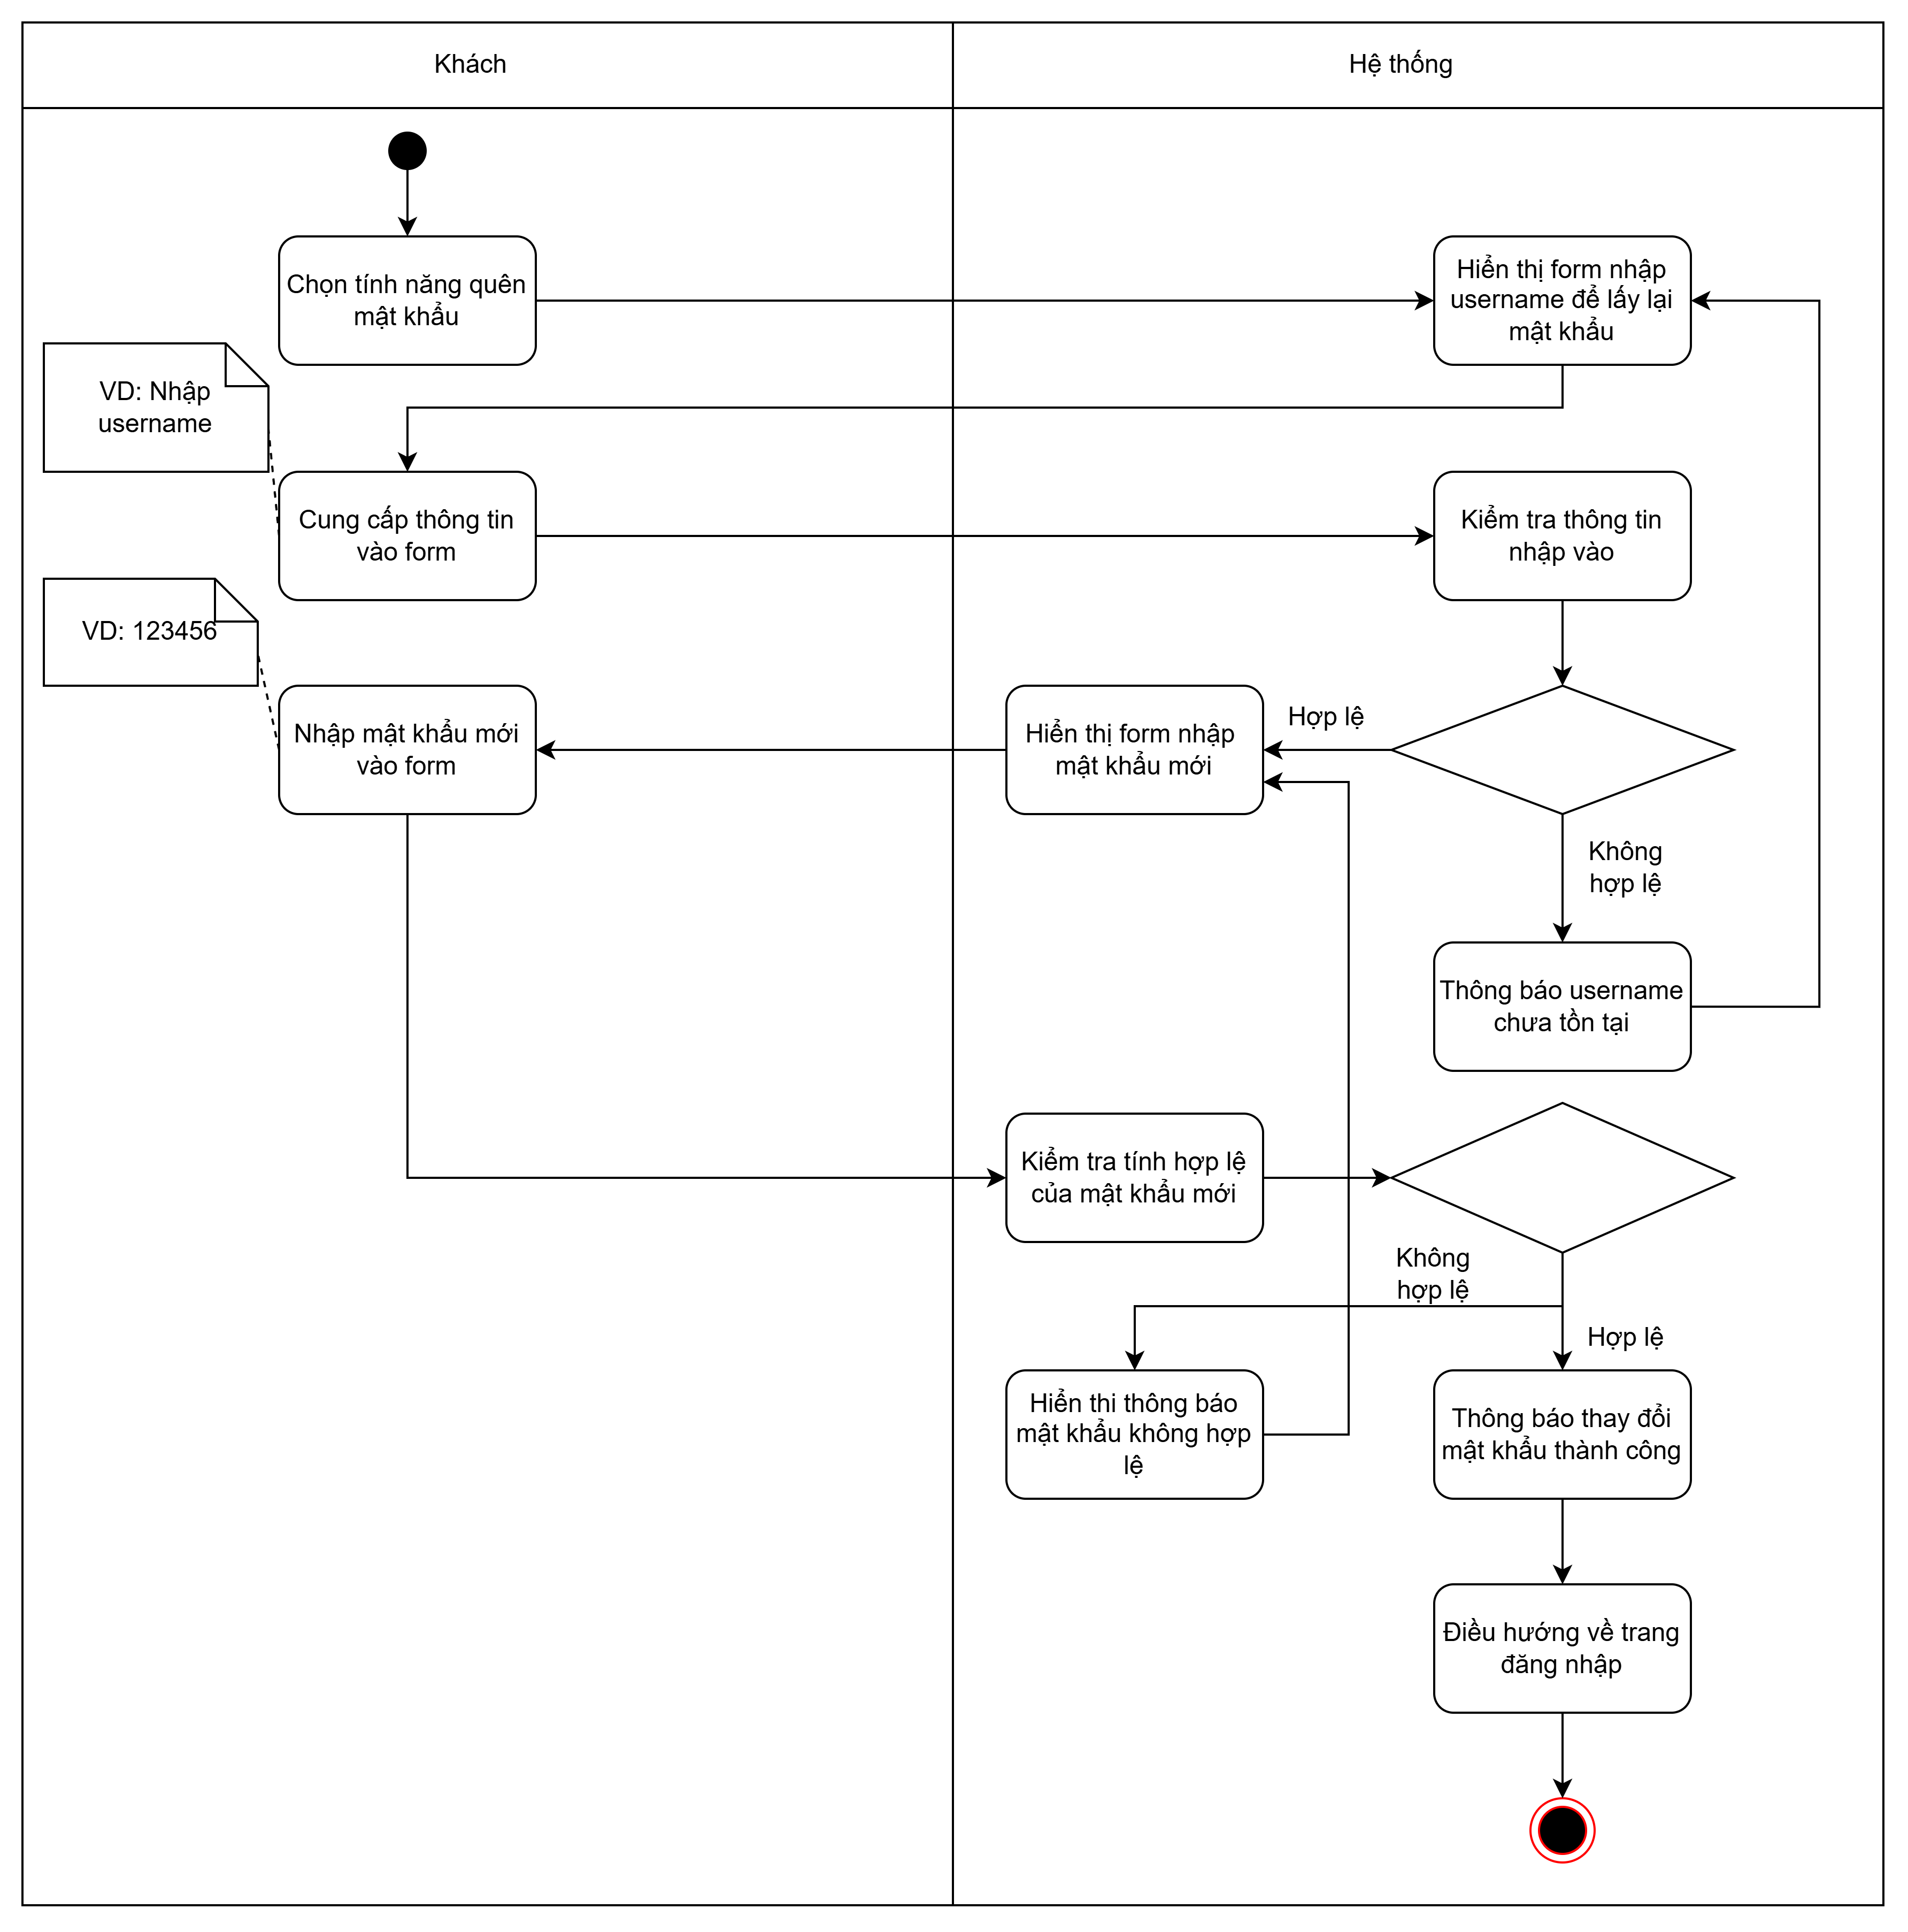 Khách
Hệ thống
Chọn tính năng quên
mật khẩu
Hiển thị form nhập
username để lấy lại
mật khẩu
VD: Nhập
username
Cung cấp thông tin
vào form
Kiểm tra thông tin
nhập vào
VD: 123456
Nhập mật khẩu mới
vào form
Hiển thị form nhập
mật khẩu mới
Hợp lệ
Không
hợp lệ
Thông báo username
chưa tồn tại
Kiểm tra tính hợp lệ
của mật khẩu mới
Không
hợp lệ
Hợp lệ
Hiển thi thông báo
mật khẩu không hợp
lệ
Thông báo thay đổi
mật khẩu thành công
Điều hướng về trang
đăng nhập